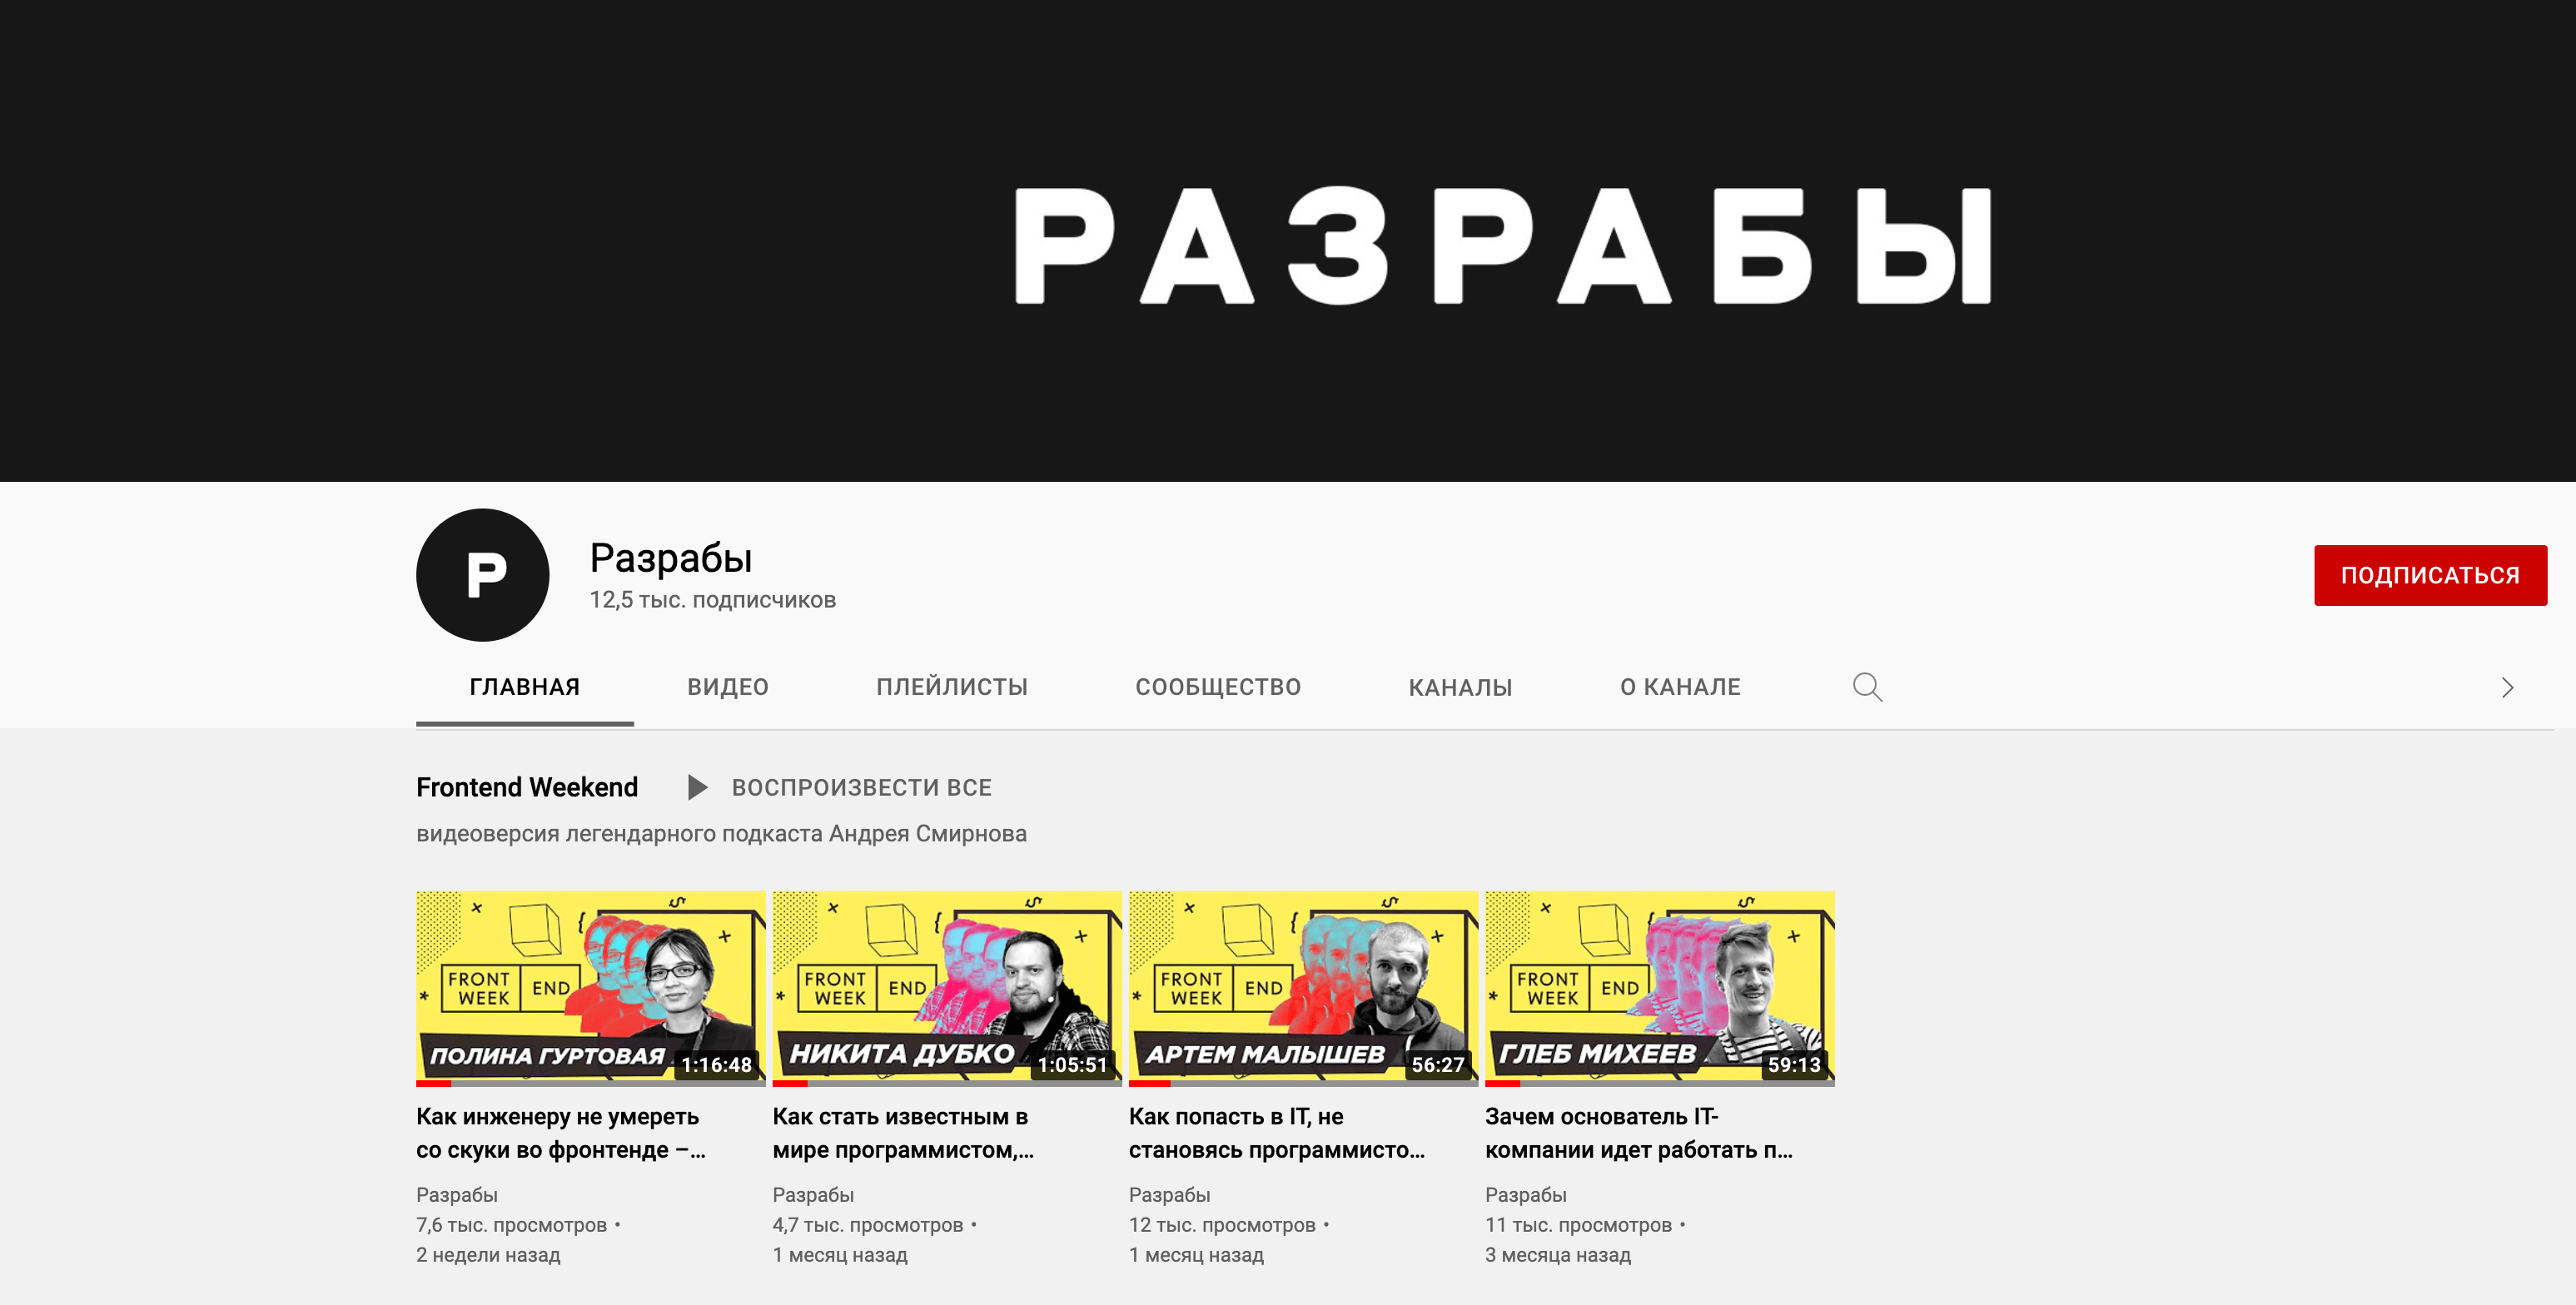 РАЗРАБЫ
Р
Разрабы
12,5 тыс. подписчиков
ПОДПИСАТЬСЯ
ГЛАВНАЯ ВИДЕО ПЛЕЙЛИСТЫ СООБЩЕСТВО КАНАЛЫ О КАНАЛЕ
Frontend Weekend ВОСПРОИЗВЕСТИ ВСЕ
видеоверсия легендарного подкаста Андрея Смирнова
FRONT
WEEK END
ПОЛИНА ГУРТОВАЯ 1:16:48
Как инженеру не умереть
со скуки во фронтенде –...
Разрабы
7,6 тыс. просмотров •
2 недели назад
FRONT
WEEK END
НИКИТА ДУБКО 1:05:51
Как стать известным в
мире программистом,...
Разрабы
4,7 тыс. просмотров •
1 месяц назад
FRONT
WEEK END
АРТЕМ МАЛЫШЕВ 56:27
Как попасть в IT, не
становясь программисто...
Разрабы
12 тыс. просмотров •
1 месяц назад
FRONT
WEEK END
ГЛЕБ МИХЕЕВ 59:13
Зачем основатель IT-
компании идет работать п...
Разрабы
11 тыс. просмотров •
3 месяца назад